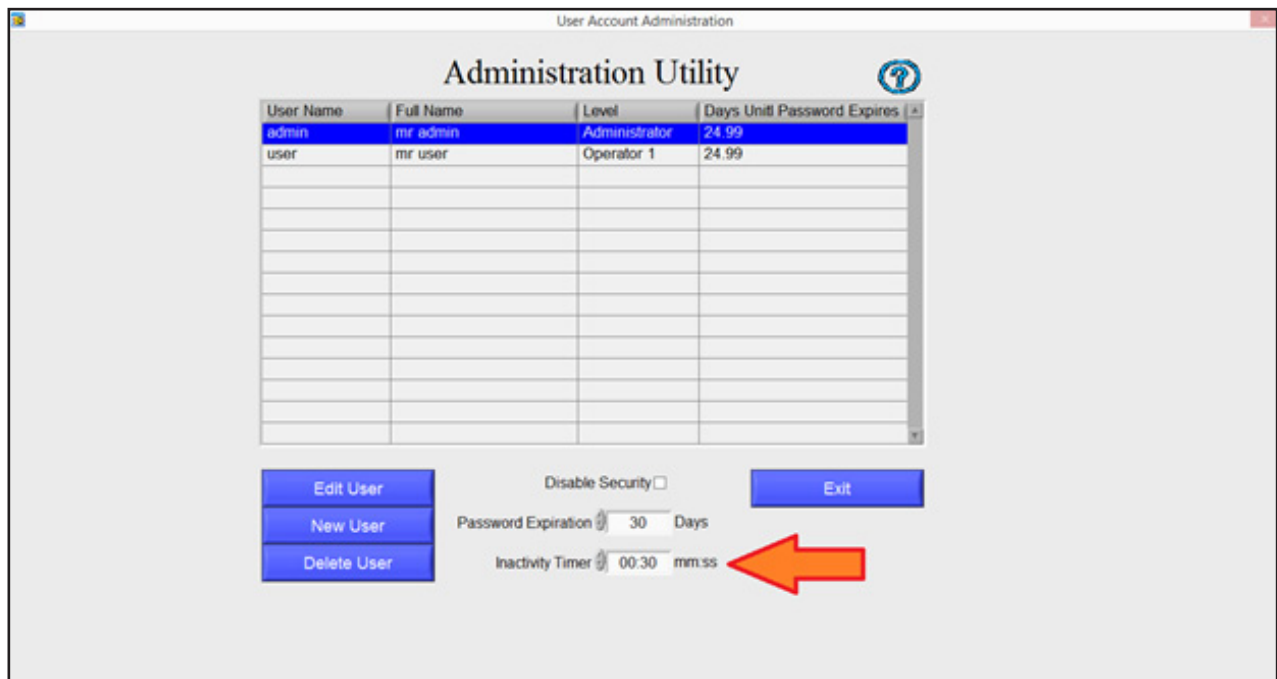 User Account Administration
Administration Utility
User Name Full Name Level Days Unitl Password Expires
admin mr admin Administrator 24.99
user mr user Operator 1 24.99
Edit User Disable Security Exit
New User Password Expiration 30 Days
Delete User Inactivity Timer 00:30 mm:ss